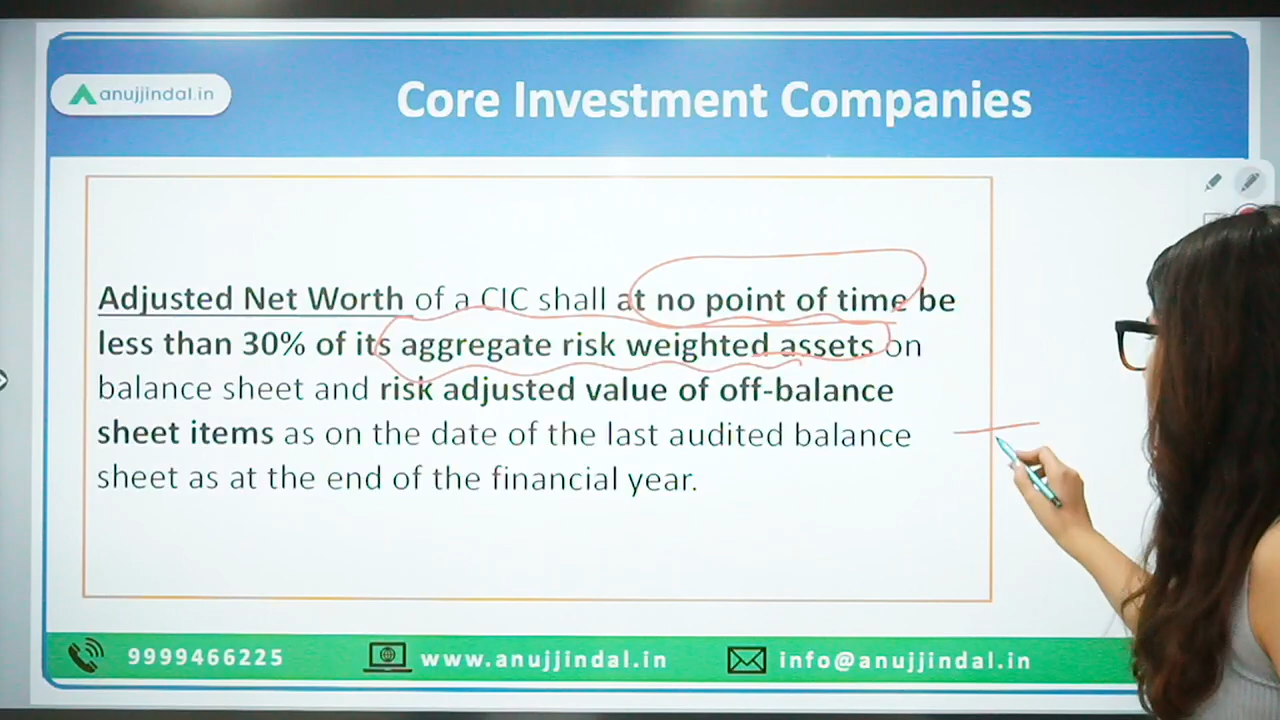 anujjindal.in
Core Investment Companies
Adjusted Net Worth of a CIC shall at no point of time be
less than 30% of its aggregate risk weighted assets on
balance sheet and risk adjusted value of off-balance
sheet items as on the date of the last audited balance
sheet as at the end of the financial year.
9999466225
www.anujjindal.in
info@anujjindal.in